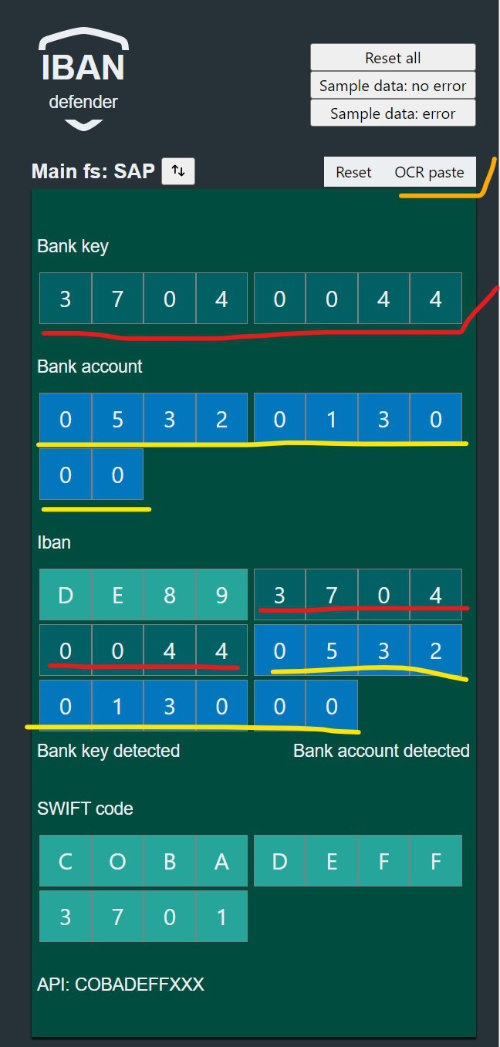 IBAN
defender
Reset all
Sample data: no error
Sample data: error
Main fs: SAP
Reset OCR paste
Bank key
3 7 0 4 0 0 4 4
Bank account
0 5 3 2 0 1 3 0
0 0
Iban
D E 8 9 3 7 0 4
0 0 4 4 0 5 3 2
0 1 3 0 0 0
Bank key detected Bank account detected
SWIFT code
C O B A D E F F
3 7 0 1
API: COBADEFFXXX